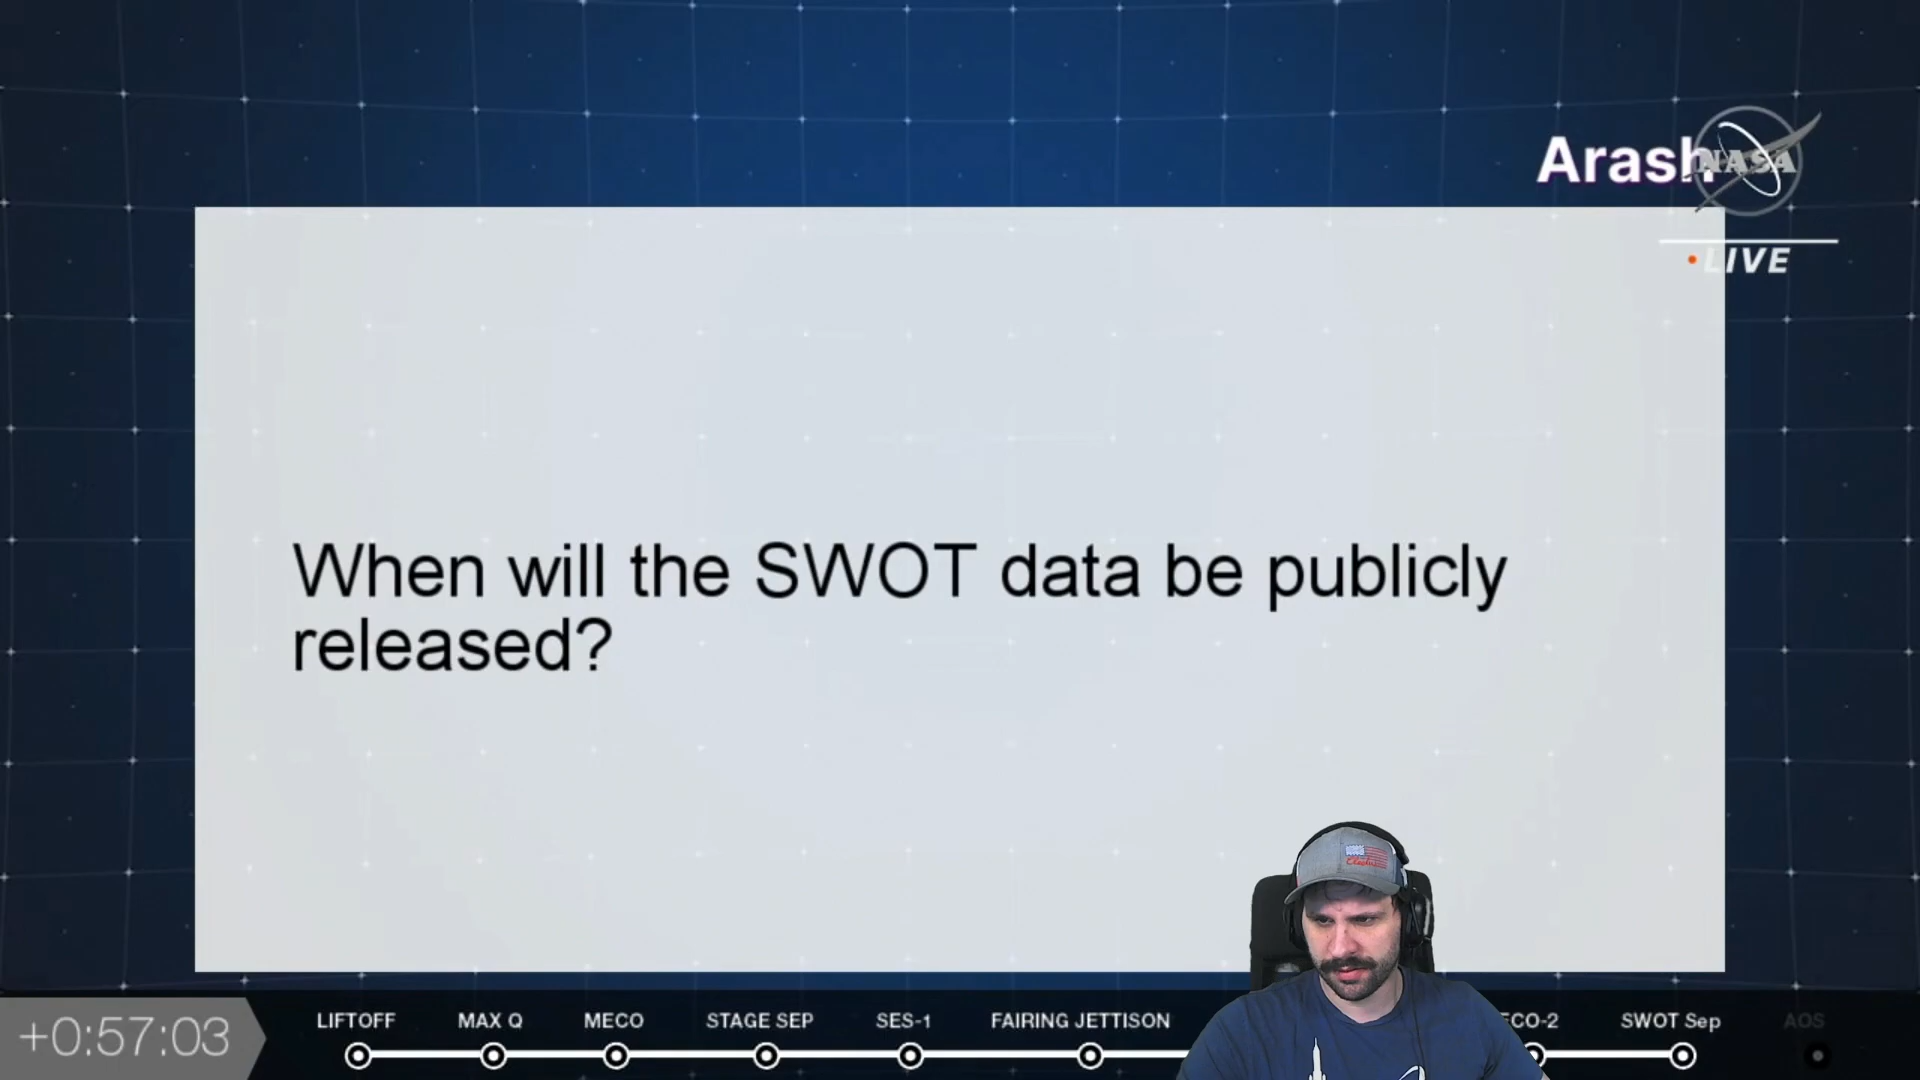 Arash
NASA
LIVE
When will the SWOT data be publicly
released?
+0:57:03
LIFTOFF
MAX Q
MECO
STAGE SEP
SES-1
FAIRING JETTISON
ECO-2
SWOT Sep
AOS